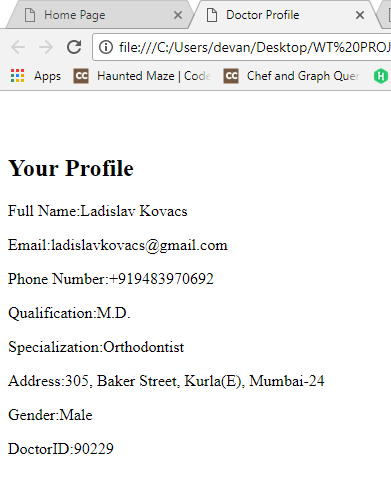 Home Page
Doctor Profile
file:///C:/Users/devan/Desktop/WT%20PROJ
Apps
Haunted Maze | Code
Chef and Graph Quer
Your Profile
Full Name:Ladislav Kovacs
Email:ladislavkovacs@gmail.com
Phone Number:+919483970692
Qualification:M.D.
Specialization:Orthodontist
Address:305, Baker Street, Kurla(E), Mumbai-24
Gender:Male
DoctorID:90229